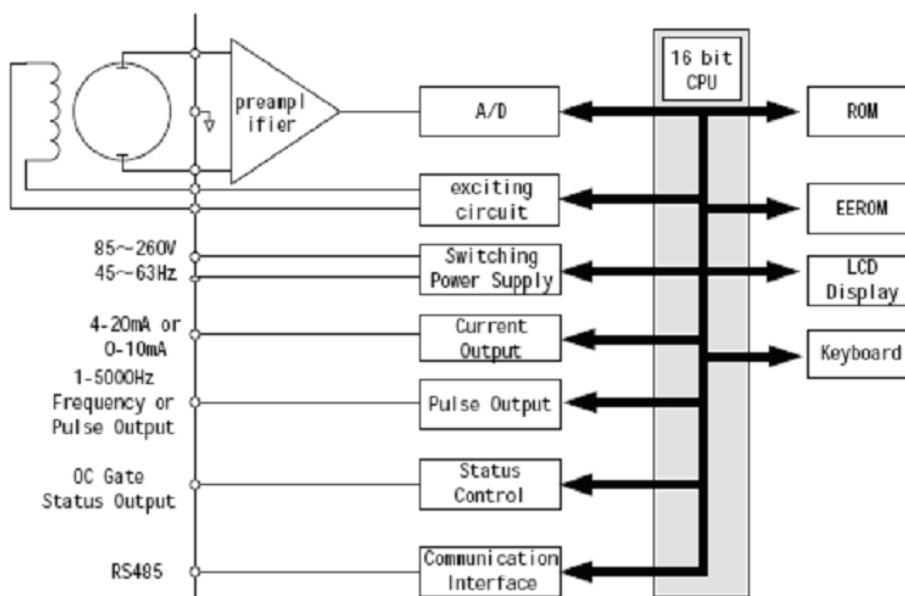 16 bit
CPU
preampl
ifier
A/D
ROM
exciting
circuit
EEROM
85~260V
45~63Hz
Switching
Power Supply
LCD
Display
4-20mA or
0-10mA
Current
Output
Keyboard
1-5000Hz
Frequency or
Pulse Output
Pulse Output
OC Gate
Status Output
Status
Control
RS485
Communication
Interface